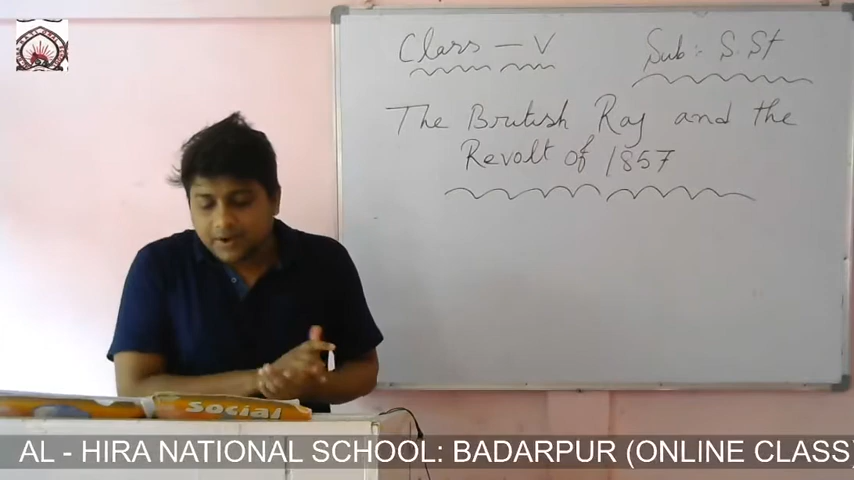 Class - V
Sub:- S. St
The British Raj and the
Revolt of 1857
Social
AL - HIRA NATIONAL SCHOOL: BADARPUR (ONLINE CLASS